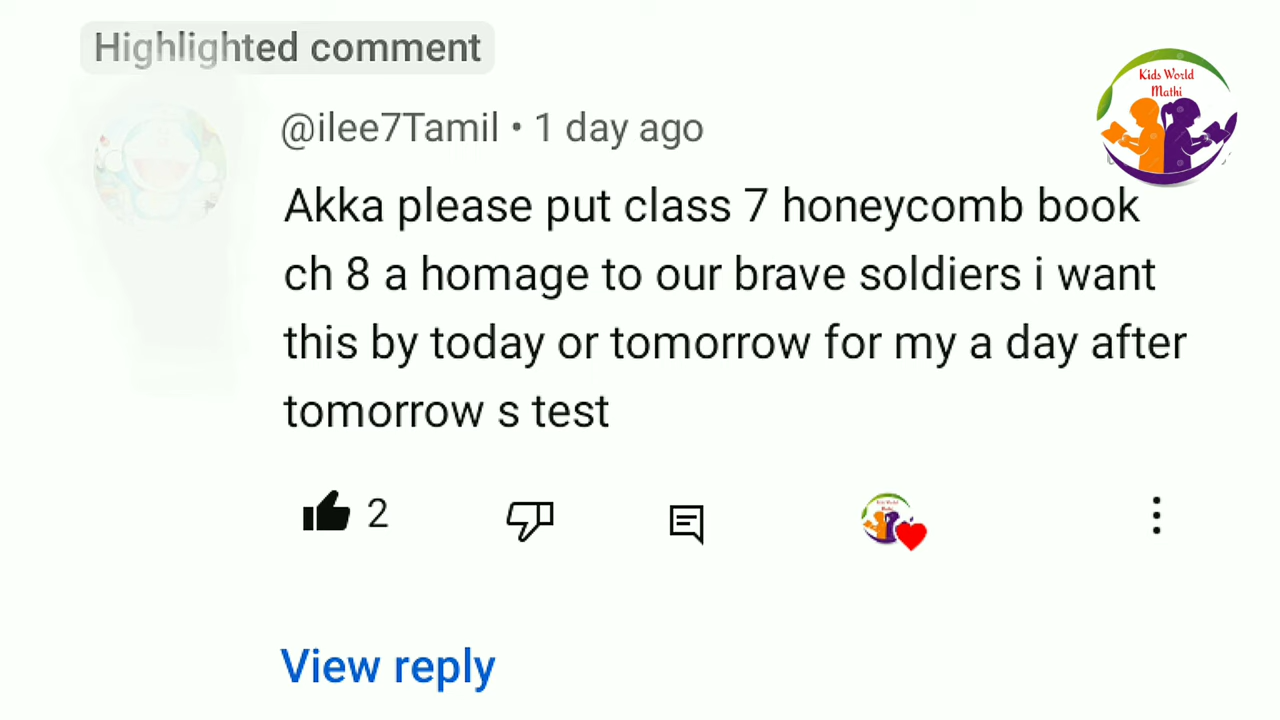 Highlighted comment
Kids World
Mathi
@ilee7Tamil • 1 day ago
Akka please put class 7 honeycomb book
ch 8 a homage to our brave soldiers i want
this by today or tomorrow for my a day after
tomorrow s test
2
View reply